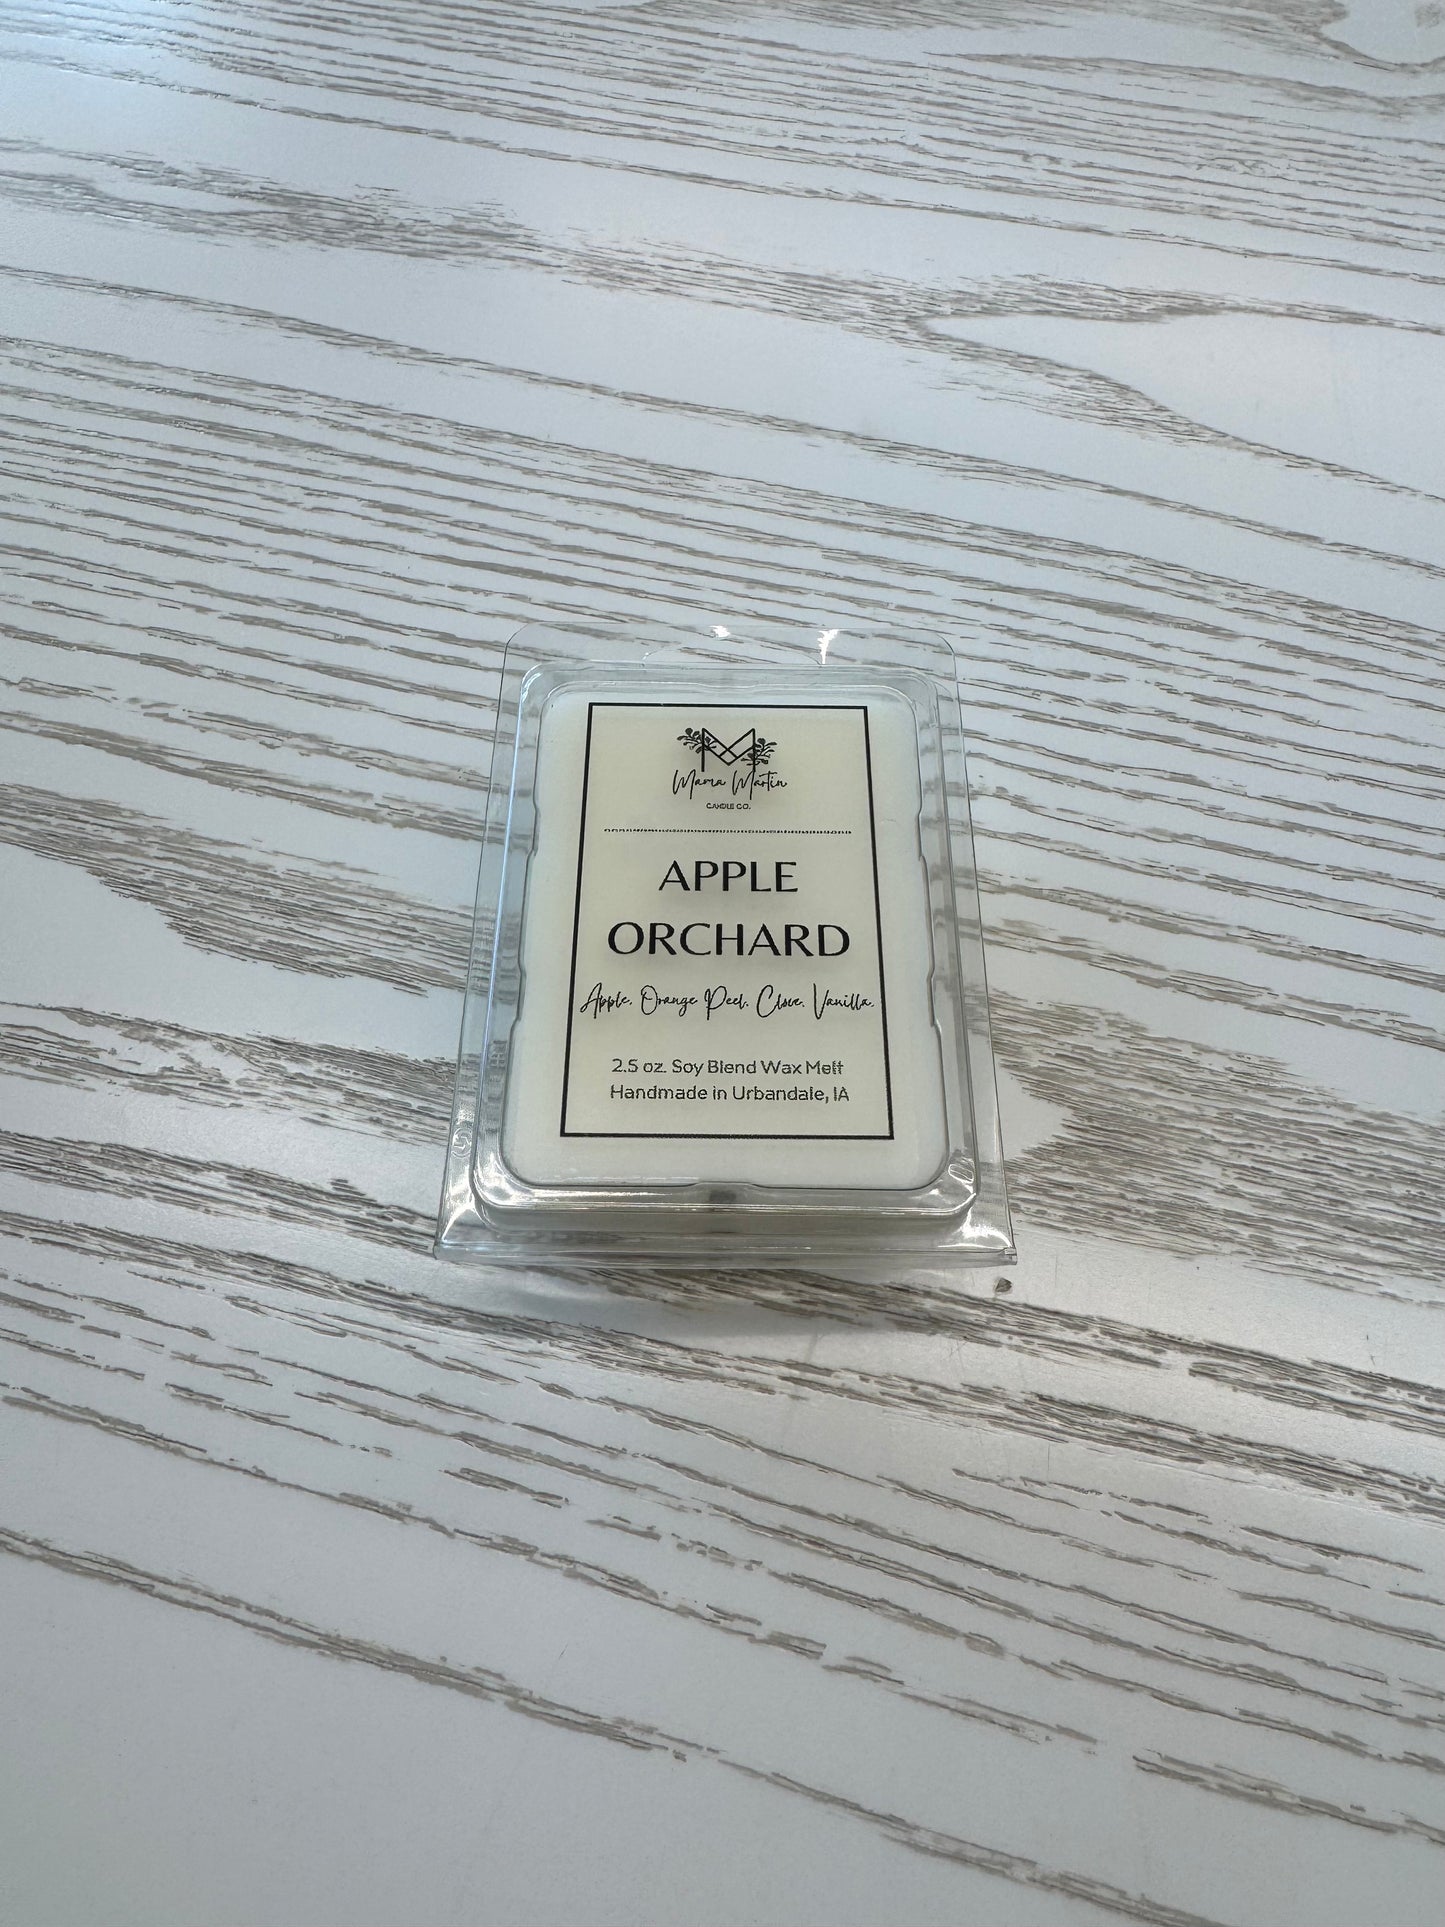 Mama Martin
CANDLE CO.
APPLE
ORCHARD
Apple. Orange Peel. Clove. Vanilla.
2.5 oz. Soy Blend Wax Melt
Handmade in Urbandale, IA